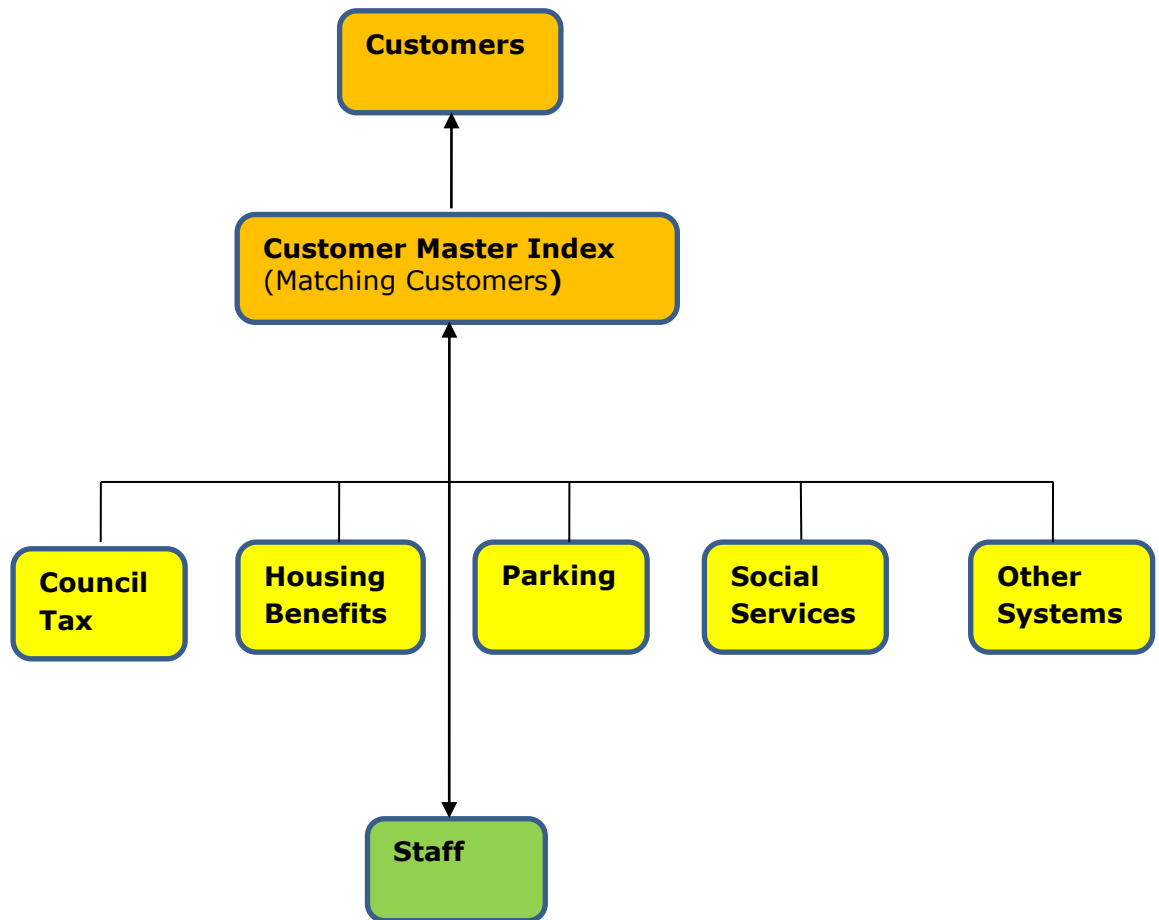 Customers
Customer Master Index
(Matching Customers)
Council
Tax
Housing
Benefits
Parking
Social
Services
Other
Systems
Staff